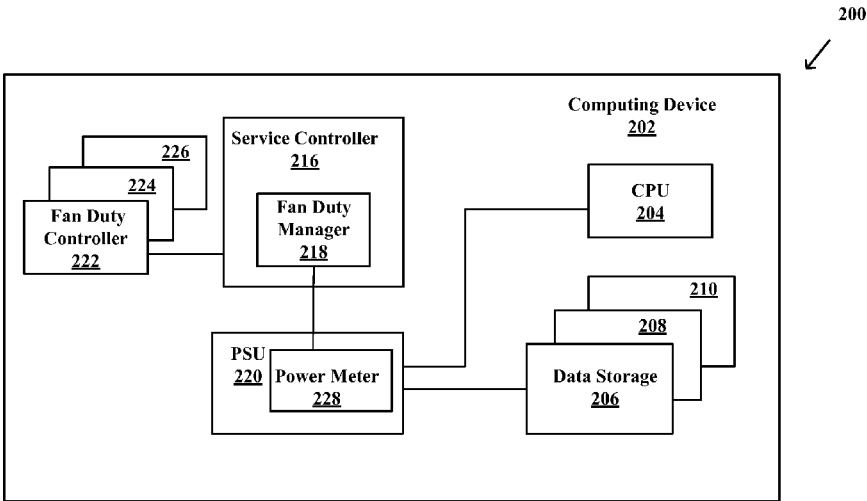 200
Computing Device
202
Service Controller
216
226
224
Fan Duty
Controller
222
Fan Duty
Manager
218
CPU
204
210
208
Data Storage
206
PSU
220
Power Meter
228